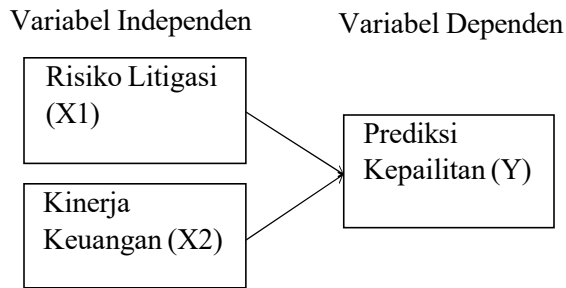 Variabel Independen
Variabel Dependen
Risiko Litigasi
(X1)
Prediksi
Kepailitan (Y)
Kinerja
Keuangan (X2)